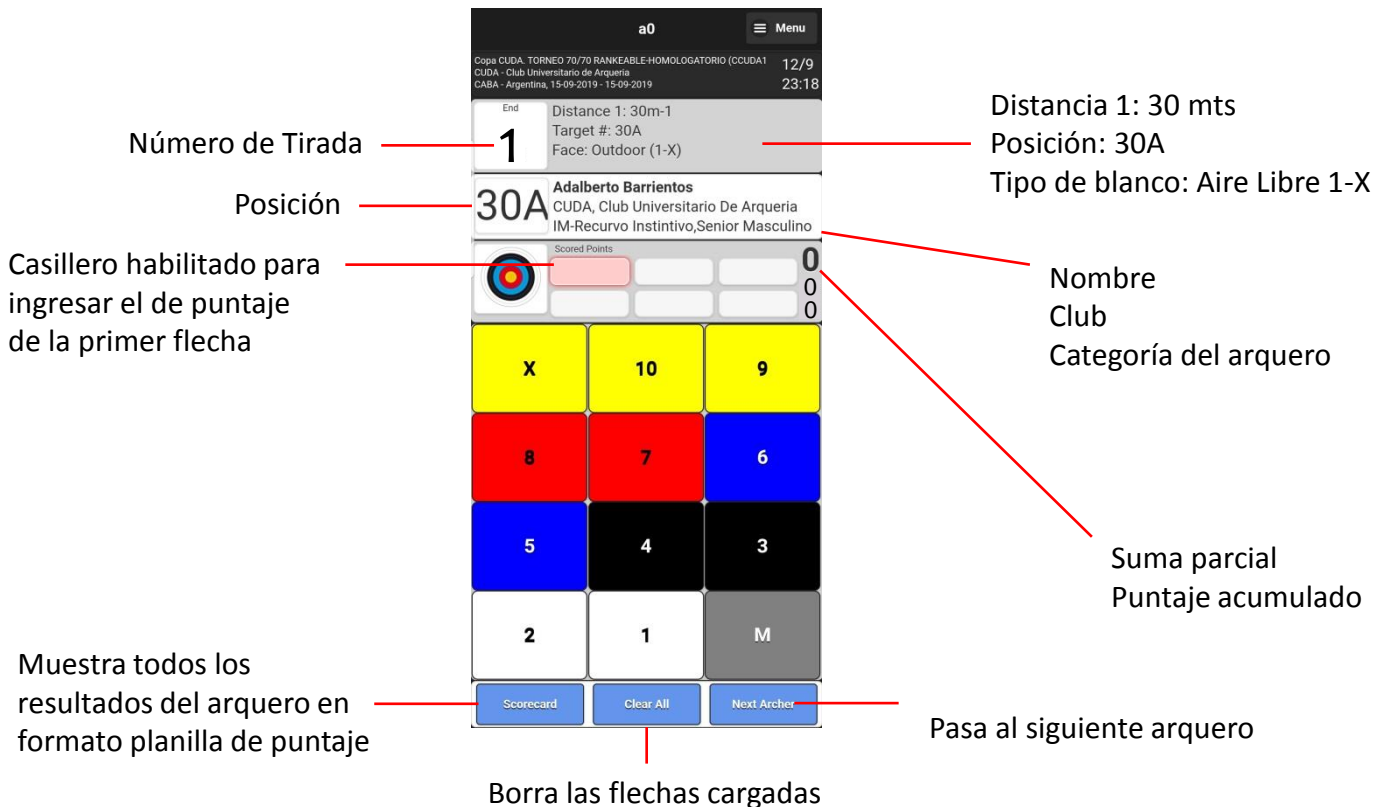 a0
Menu
Copa CUDA. TORNEO 70/70 RANKEABLE-HOMOLOGATORIO (CCUDA1
CUDA - Club Universitario de Arqueria
CABA - Argentina, 15-09-2019 - 15-09-2019
12/9
23:18
End
1
Distance 1: 30m-1
Target #: 30A
Face: Outdoor (1-X)
30A
Adalberto Barrientos
CUDA, Club Universitario De Arqueria
IM-Recurvo Instintivo,Senior Masculino
Scored Points
0
0
0
X 10 9
8 7 6
5 4 3
2 1 M
Scorecard Clear All Next Archer
Número de Tirada
Posición
Casillero habilitado para
ingresar el de puntaje
de la primer flecha
Muestra todos los
resultados del arquero en
formato planilla de puntaje
Borra las flechas cargadas
Distancia 1: 30 mts
Posición: 30A
Tipo de blanco: Aire Libre 1-X
Nombre
Club
Categoría del arquero
Suma parcial
Puntaje acumulado
Pasa al siguiente arquero